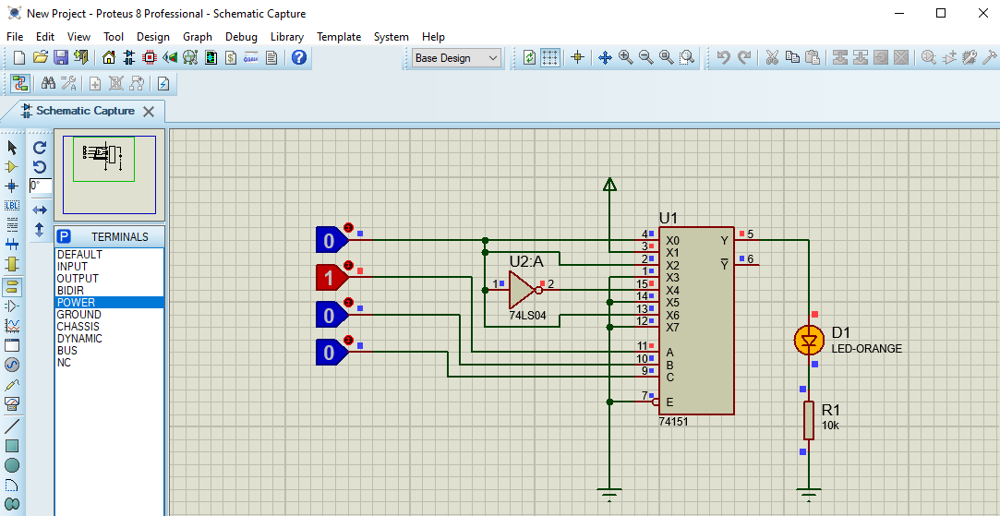 New Project - Proteus 8 Professional - Schematic Capture
File Edit View Tool Design Graph Debug Library Template System Help
Base Design
Schematic Capture
0°
P TERMINALS
DEFAULT
INPUT
OUTPUT
BIDIR
POWER
GROUND
CHASSIS
DYNAMIC
BUS
NC
LBL
0
1
0
0
U2:A
1 2
74LS04
U1
4 X0 Y 5
3 X1
2 X2 Y 6
1 X3
15 X4
14 X5
13 X6
12 X7
11 A
10 B
9 C
7 E
74151
D1
LED-ORANGE
R1
10k